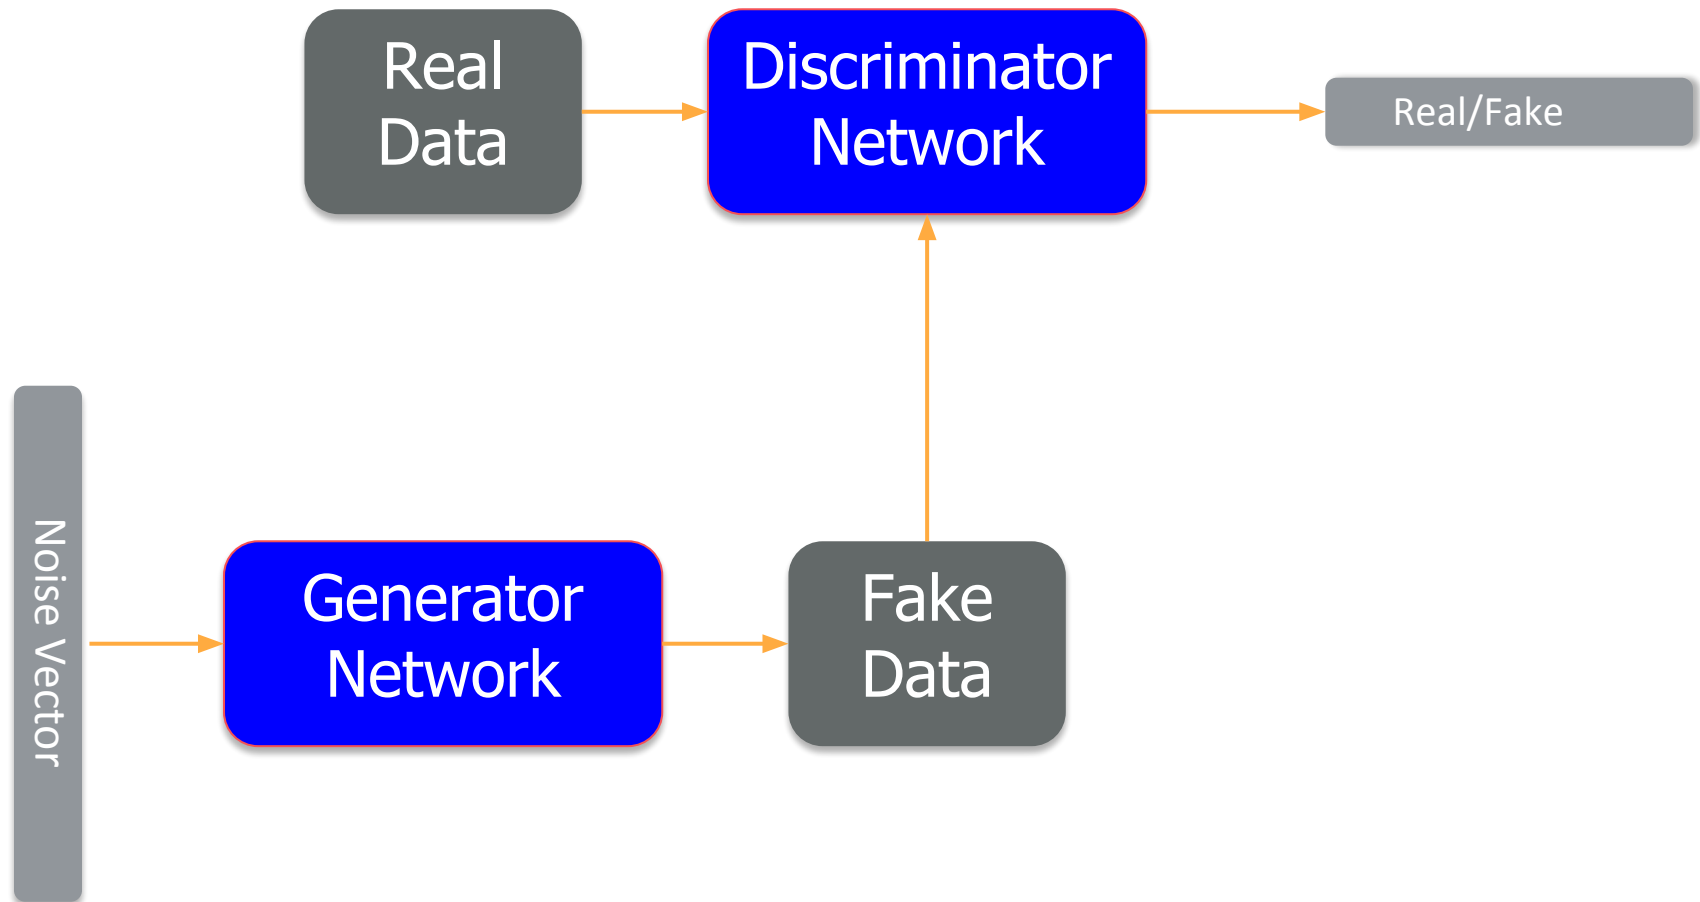 Real
Data
Discriminator
Network
Real/Fake
Noise Vector
Generator
Network
Fake
Data